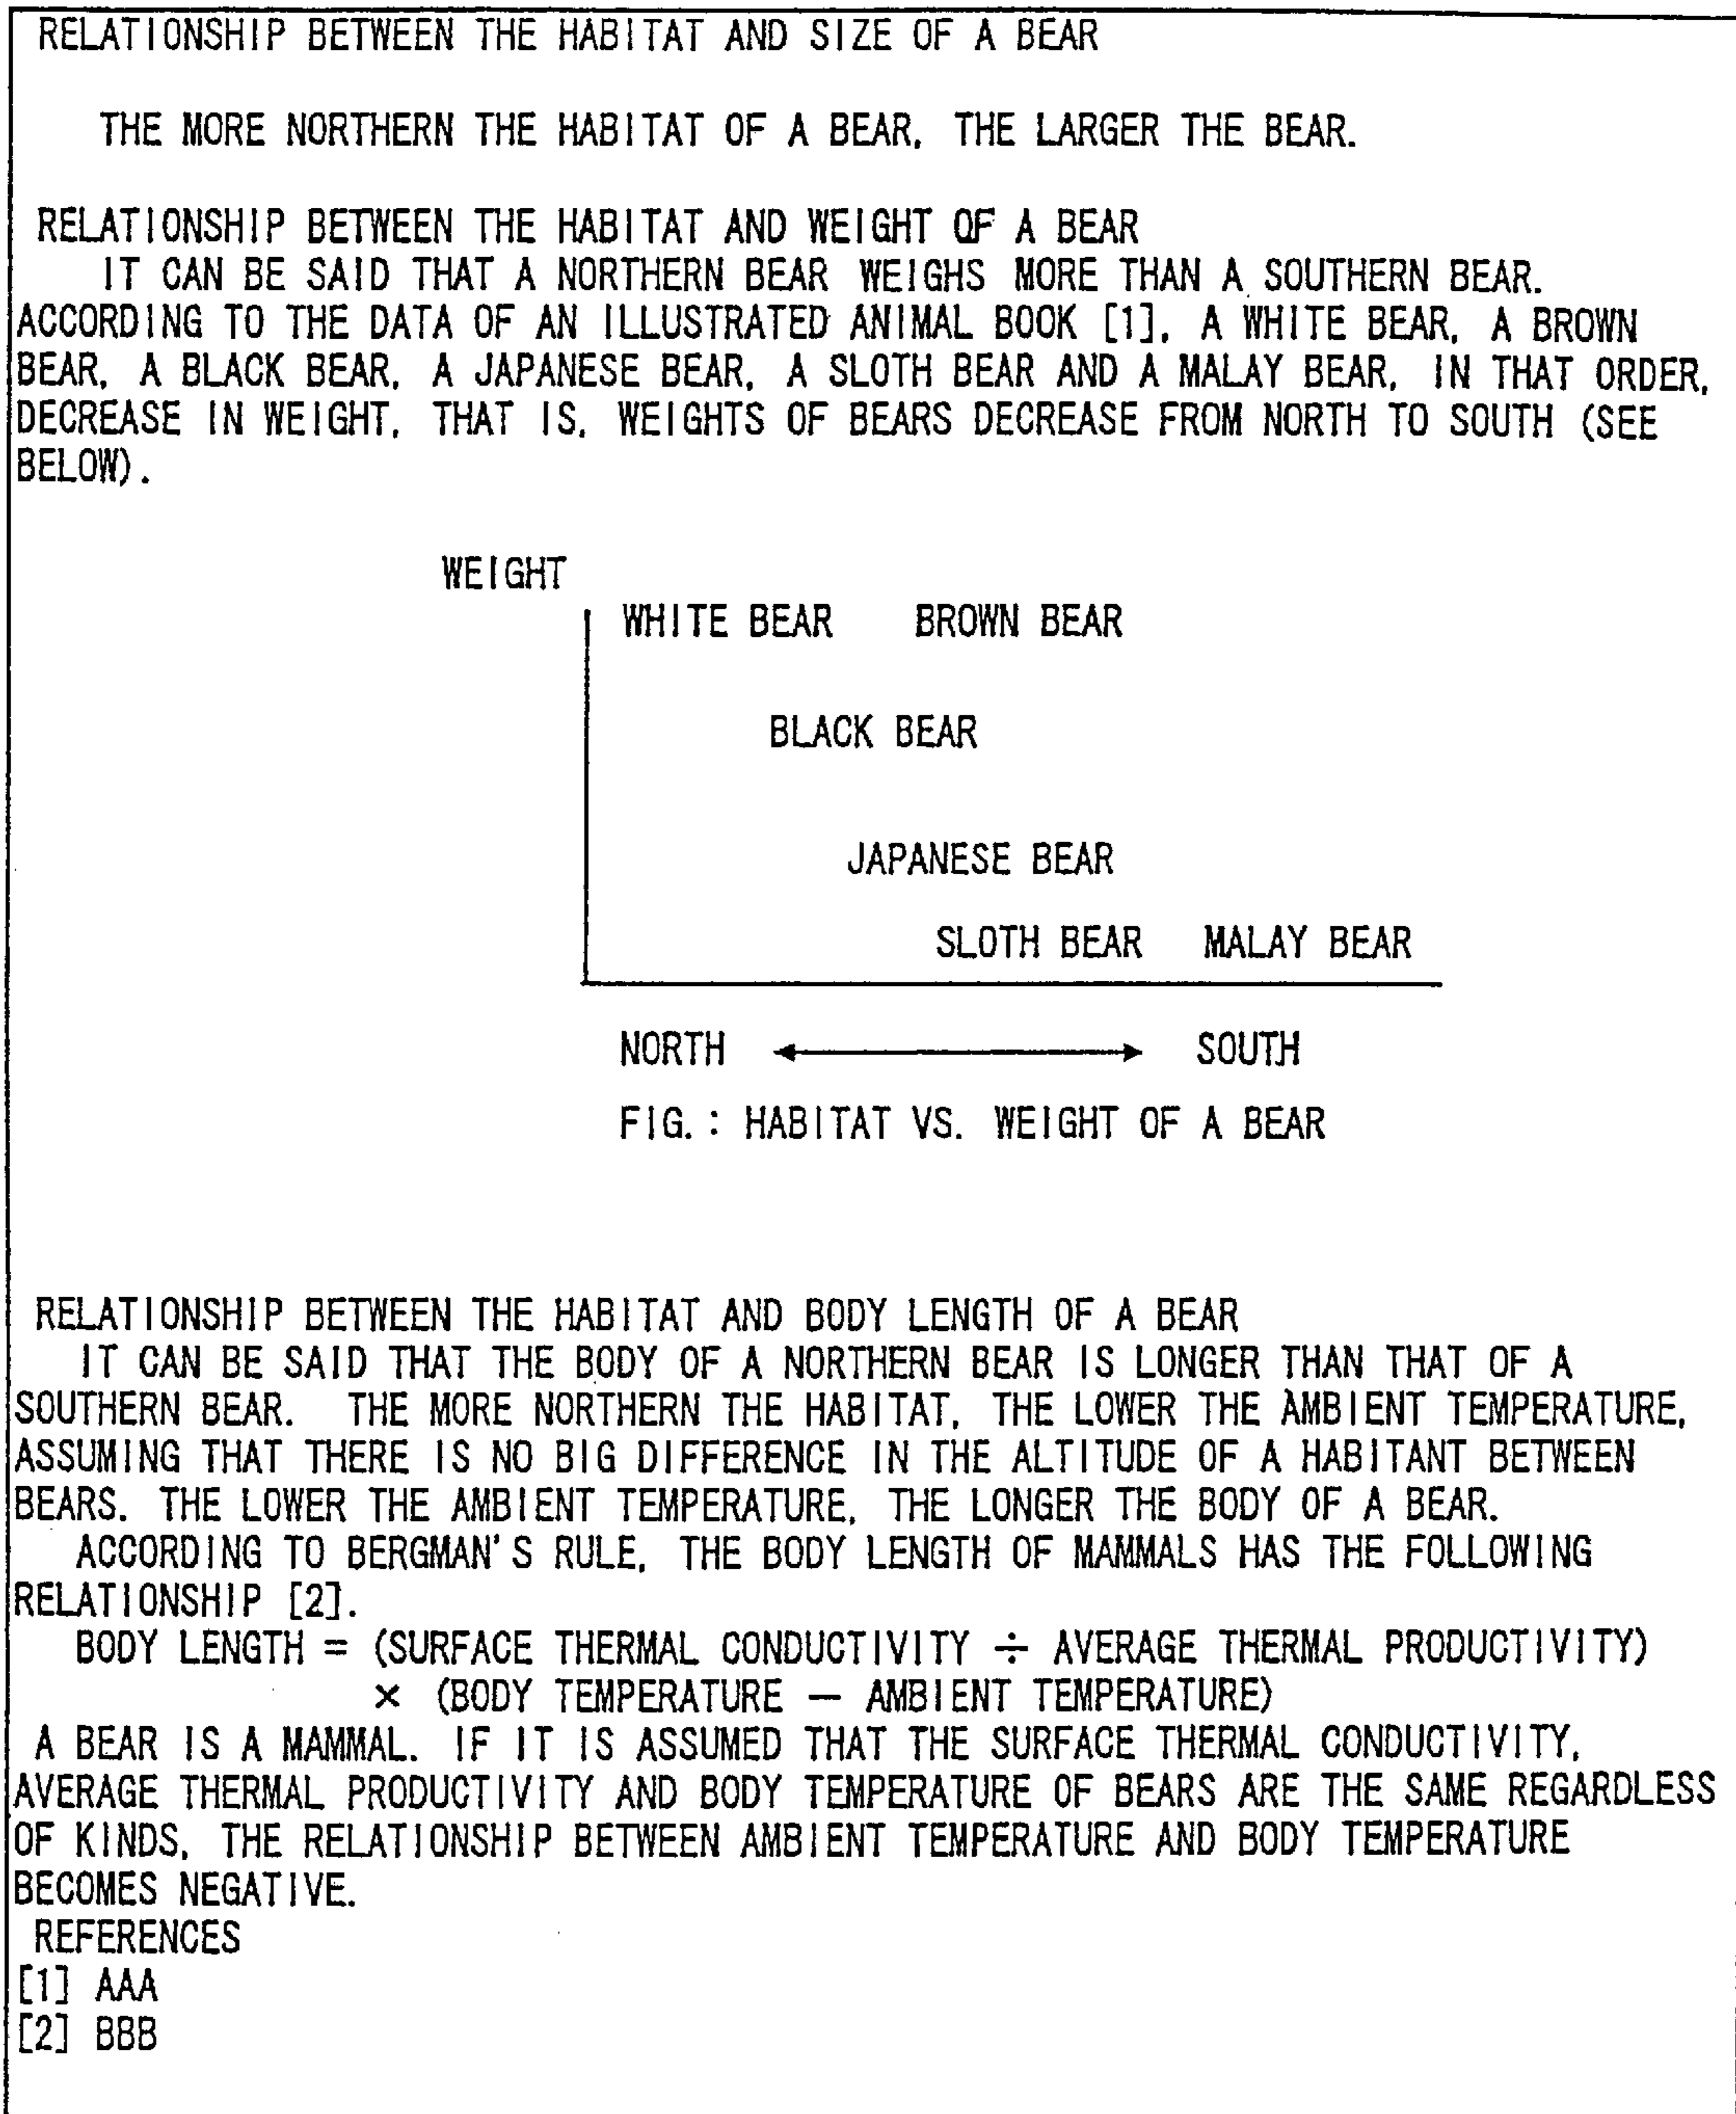 RELATIONSHIP BETWEEN THE HABITAT AND SIZE OF A BEAR
THE MORE NORTHERN THE HABITAT OF A BEAR, THE LARGER THE BEAR.
RELATIONSHIP BETWEEN THE HABITAT AND WEIGHT OF A BEAR
IT CAN BE SAID THAT A NORTHERN BEAR WEIGHS MORE THAN A SOUTHERN BEAR.
ACCORDING TO THE DATA OF AN ILLUSTRATED ANIMAL BOOK [1], A WHITE BEAR, A BROWN
BEAR, A BLACK BEAR, A JAPANESE BEAR, A SLOTH BEAR AND A MALAY BEAR, IN THAT ORDER,
DECREASE IN WEIGHT, THAT IS, WEIGHTS OF BEARS DECREASE FROM NORTH TO SOUTH (SEE
BELOW).
WEIGHT
WHITE BEAR BROWN BEAR
BLACK BEAR
JAPANESE BEAR
SLOTH BEAR MALAY BEAR
NORTH SOUTH
FIG.: HABITAT VS. WEIGHT OF A BEAR
RELATIONSHIP BETWEEN THE HABITAT AND BODY LENGTH OF A BEAR
IT CAN BE SAID THAT THE BODY OF A NORTHERN BEAR IS LONGER THAN THAT OF A
SOUTHERN BEAR. THE MORE NORTHERN THE HABITAT, THE LOWER THE AMBIENT TEMPERATURE,
ASSUMING THAT THERE IS NO BIG DIFFERENCE IN THE ALTITUDE OF A HABITANT BETWEEN
BEARS. THE LOWER THE AMBIENT TEMPERATURE, THE LONGER THE BODY OF A BEAR.
ACCORDING TO BERGMAN'S RULE, THE BODY LENGTH OF MAMMALS HAS THE FOLLOWING
RELATIONSHIP [2].
BODY LENGTH = (SURFACE THERMAL CONDUCTIVITY ÷ AVERAGE THERMAL PRODUCTIVITY)
× (BODY TEMPERATURE — AMBIENT TEMPERATURE)
A BEAR IS A MAMMAL. IF IT IS ASSUMED THAT THE SURFACE THERMAL CONDUCTIVITY,
AVERAGE THERMAL PRODUCTIVITY AND BODY TEMPERATURE OF BEARS ARE THE SAME REGARDLESS
OF KINDS, THE RELATIONSHIP BETWEEN AMBIENT TEMPERATURE AND BODY TEMPERATURE
BECOMES NEGATIVE.
REFERENCES
[1] AAA
[2] BBB